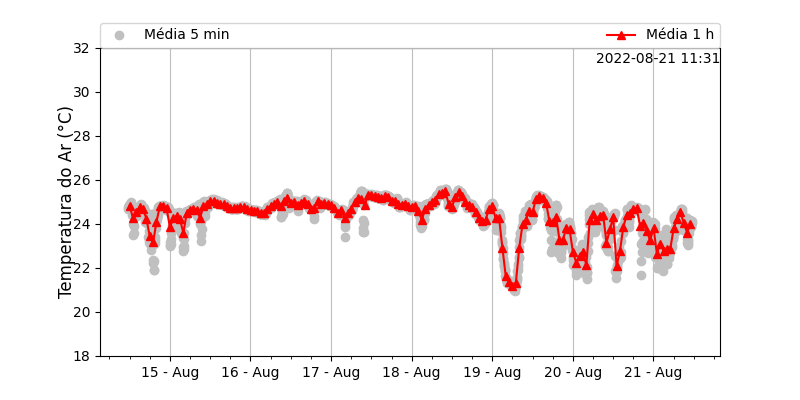 Média 5 min
Média 1 h
2022-08-21 11:31
Temperatura do Ar (°C)
32
30
28
26
24
22
20
18
15 - Aug
16 - Aug
17 - Aug
18 - Aug
19 - Aug
20 - Aug
21 - Aug